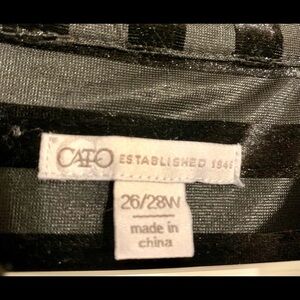 CATO ESTABLISHED 1946
26/28W
made in
china